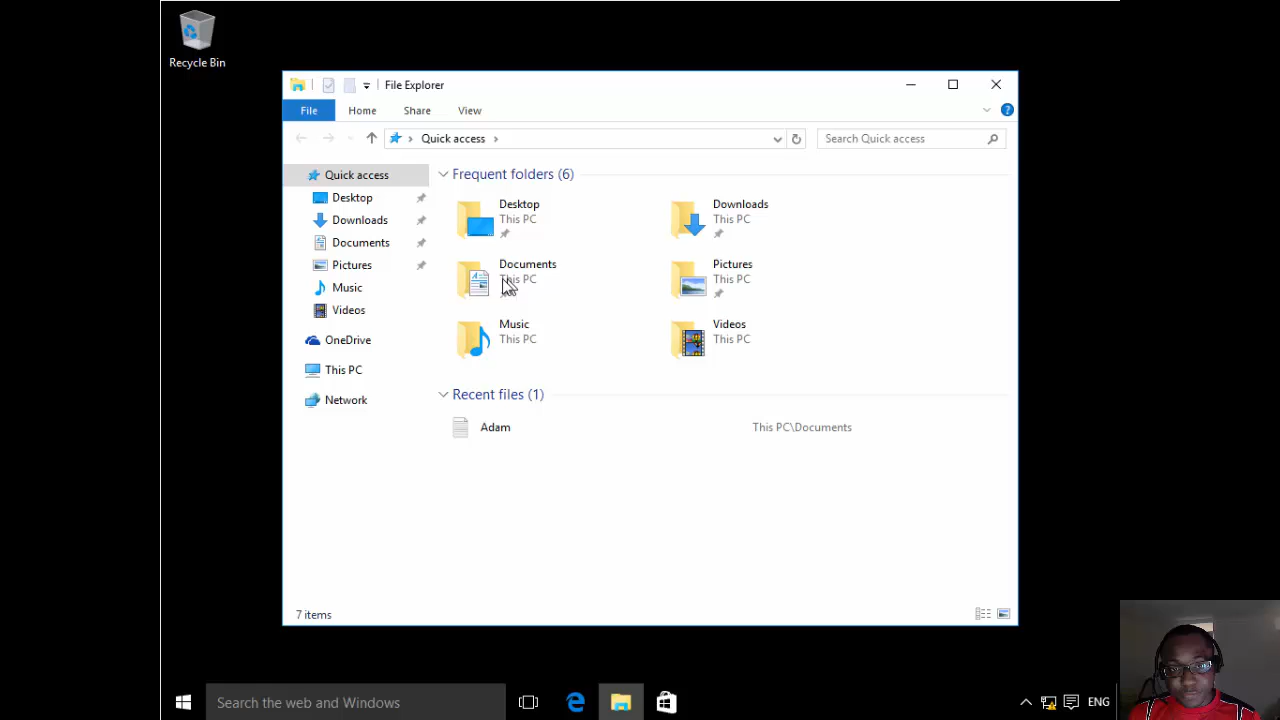 Recycle Bin
File Explorer
File Home Share View
Quick access
Search Quick access
Quick access
Desktop
Downloads
Documents
Pictures
Music
Videos
OneDrive
This PC
Network
Frequent folders (6)
Desktop
This PC
Downloads
This PC
Documents
This PC
Pictures
This PC
Music
This PC
Videos
This PC
Recent files (1)
Adam This PC\Documents
7 items
Search the web and Windows
ENG